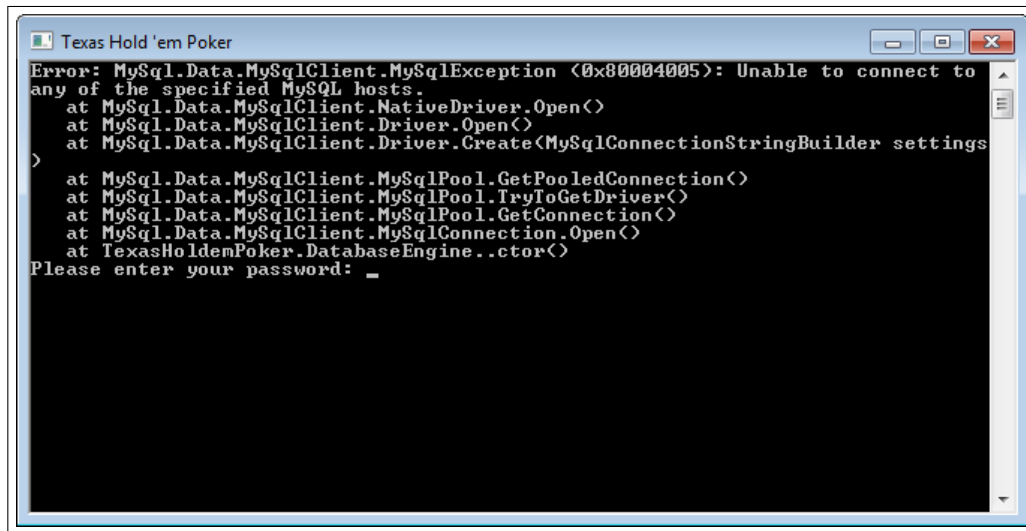 Texas Hold 'em Poker
Error: MySql.Data.MySqlClient.MySqlException (0x80004005): Unable to connect to
any of the specified MySQL hosts.
at MySql.Data.MySqlClient.NativeDriver.Open()
at MySql.Data.MySqlClient.Driver.Open()
at MySql.Data.MySqlClient.Driver.Create(MySqlConnectionStringBuilder settings
)
at MySql.Data.MySqlClient.MySqlPool.GetPooledConnection()
at MySql.Data.MySqlClient.MySqlPool.TryToGetDriver()
at MySql.Data.MySqlClient.MySqlPool.GetConnection()
at MySql.Data.MySqlClient.MySqlConnection.Open()
at TexasHoldemPoker.DatabaseEngine..ctor()
Please enter your password: _